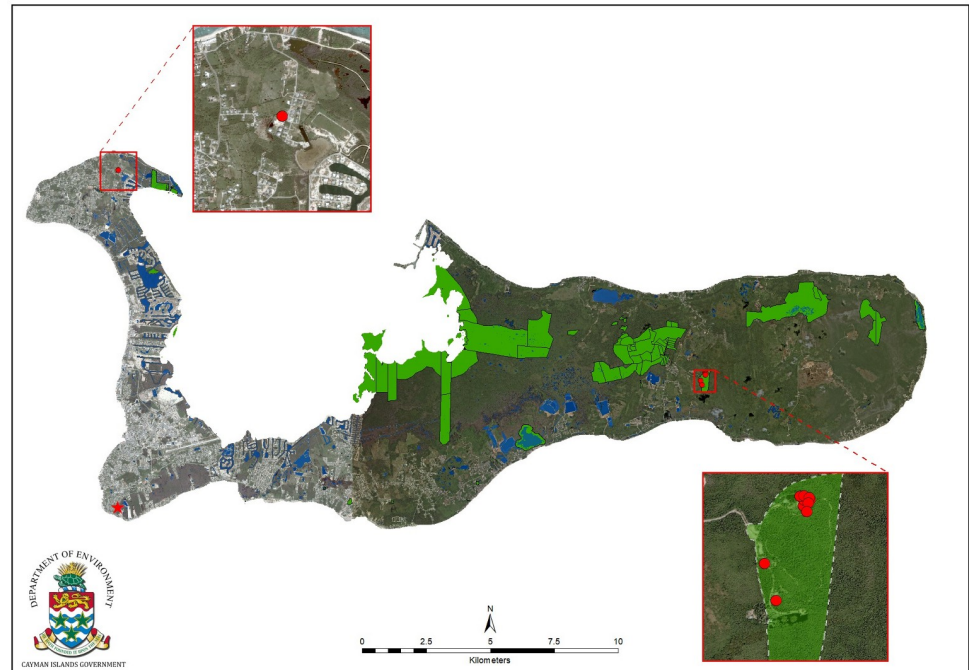 DEPARTMENT OF ENVIRONMENT
CAYMAN ISLANDS GOVERNMENT
N
0 2.5 5 7.5 10
Kilometers